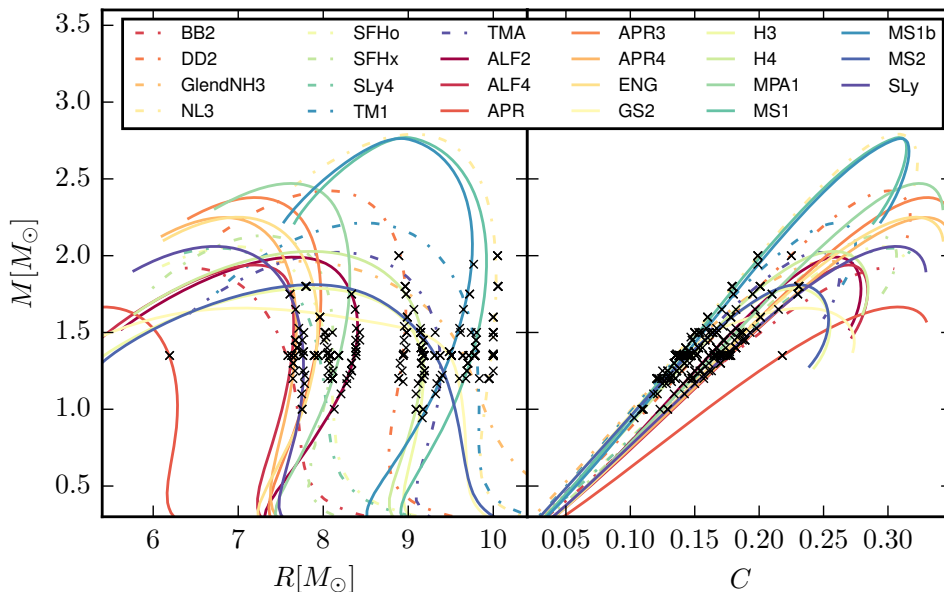 3.5
3.0
2.5
2.0
1.5
1.0
0.5
M[M⊙]
BB2 SFHo TMA APR3 H3 MS1b
DD2 SFHx ALF2 APR4 H4 MS2
GlendNH3 SLy4 ALF4 ENG MPA1 SLy
NL3 TM1 APR GS2 MS1
6 7 8 9 10 0.05 0.10 0.15 0.20 0.25 0.30
R[M⊙] C